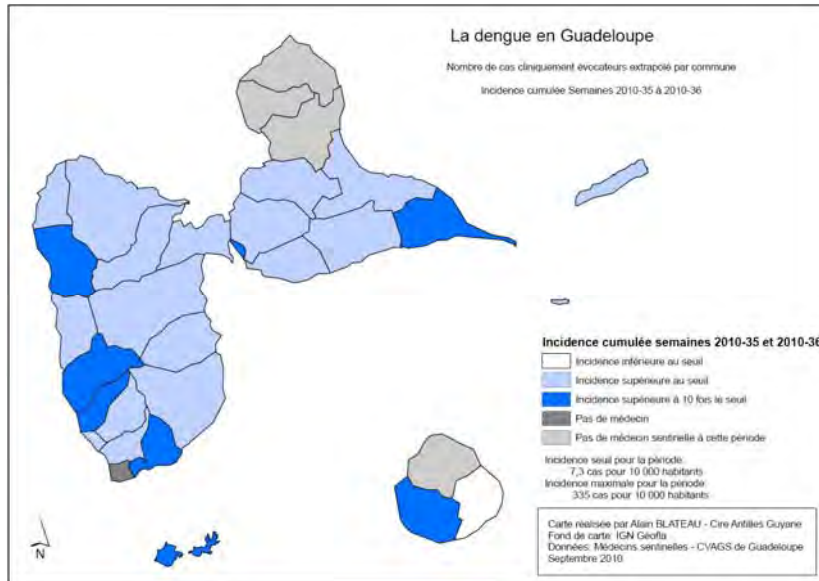 La dengue en Guadeloupe
Nombre de cas cliniquement évocateurs extrapolé par commune
Incidence cumulée Semaines 2010-35 à 2010-36
Incidence cumulée semaines 2010-35 et 2010-36
Incidence inférieure au seuil
Incidence supérieure au seuil
Incidence supérieure à 10 fois le seuil
Pas de médecin
Pas de médecin sentinelle à cette période
Incidence seuil pour la période:
7,3 cas pour 10 000 habitants
Incidence maximale pour la période:
335 cas pour 10 000 habitants
Carte réalisée par Alain BLATEAU - Cire Antilles Guyane
Fond de carte: IGN Géofla
Données: Médecins sentinelles - CVAGS de Guadeloupe
Septembre 2010
N